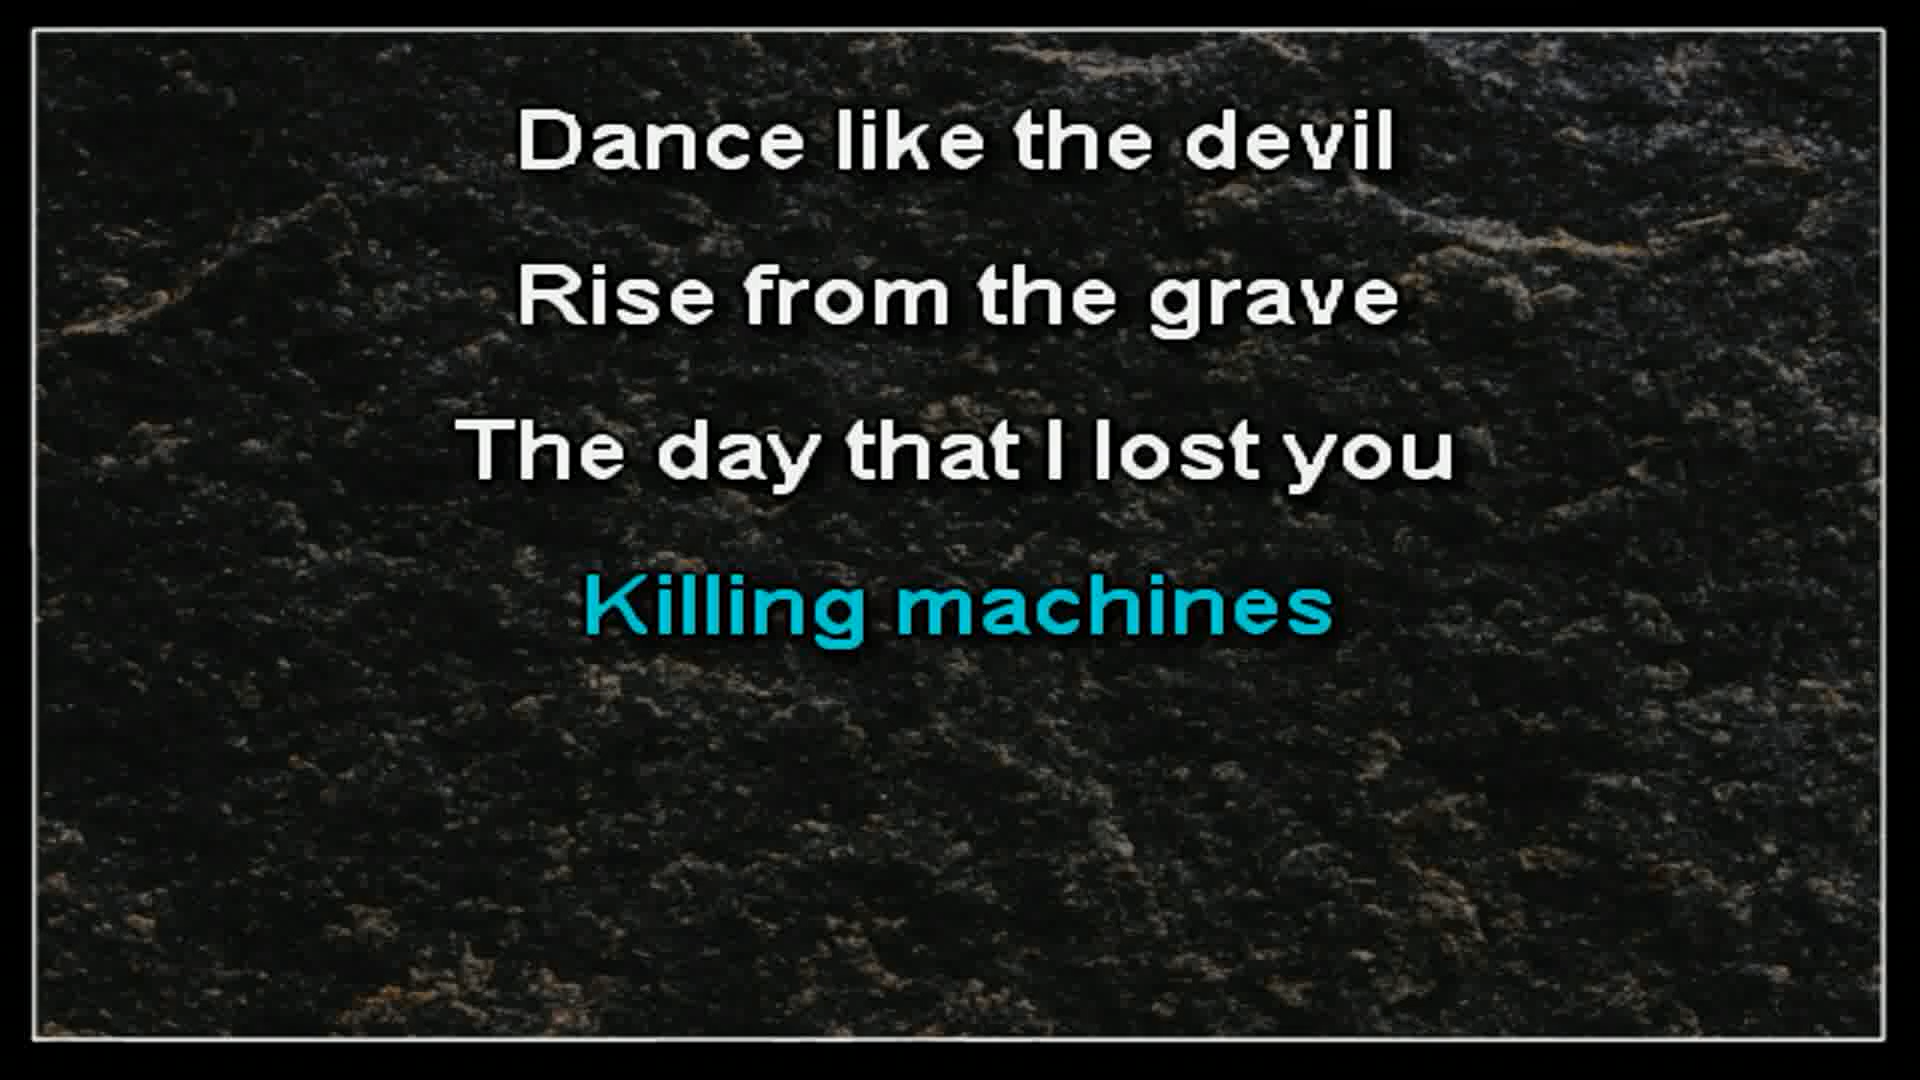 Dance like the devil
Rise from the grave
The day that I lost you
Killing machines